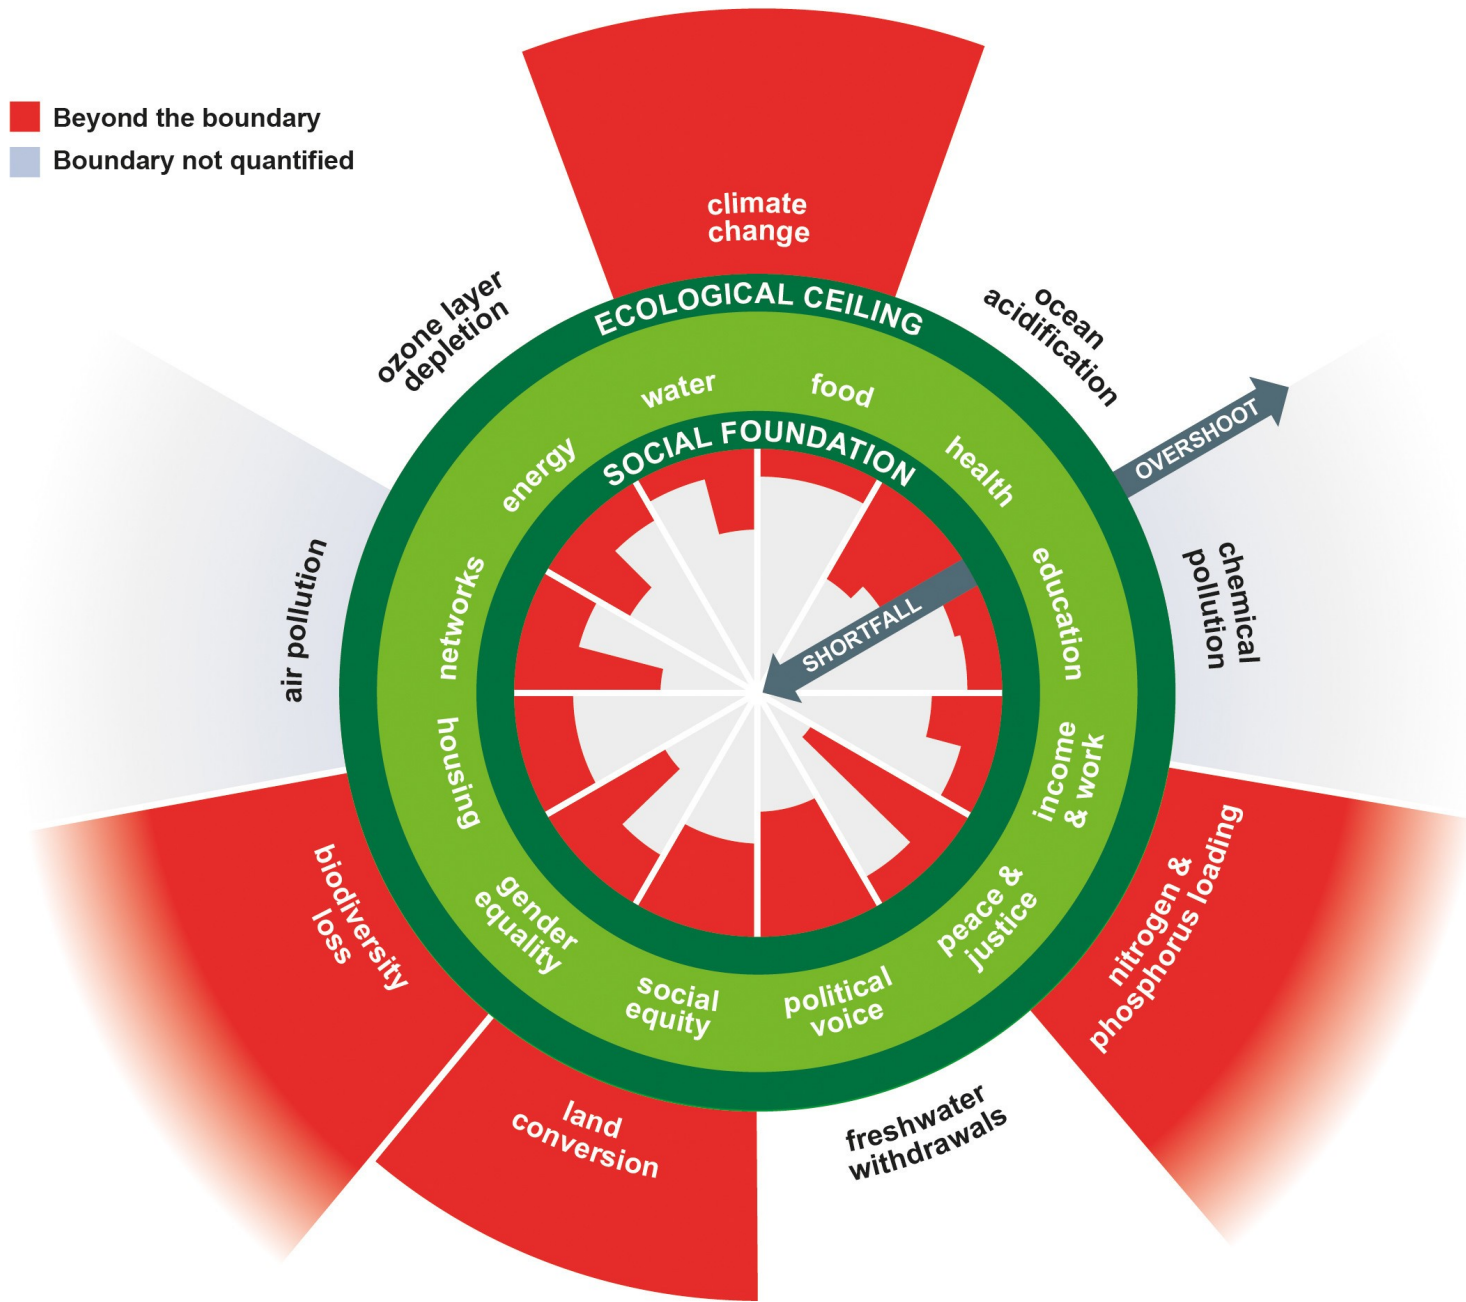 Beyond the boundary
Boundary not quantified
climate
change
ECOLOGICAL CEILING
ozone layer
depletion
ocean
acidification
OVERSHOOT
water
food
SOCIAL FOUNDATION
energy
health
networks
education
SHORTFALL
air pollution
chemical
pollution
housing
income
& work
gender
equality
peace &
justice
social
equity
political
voice
biodiversity
loss
nitrogen &
phosphorus loading
land
conversion
freshwater
withdrawals